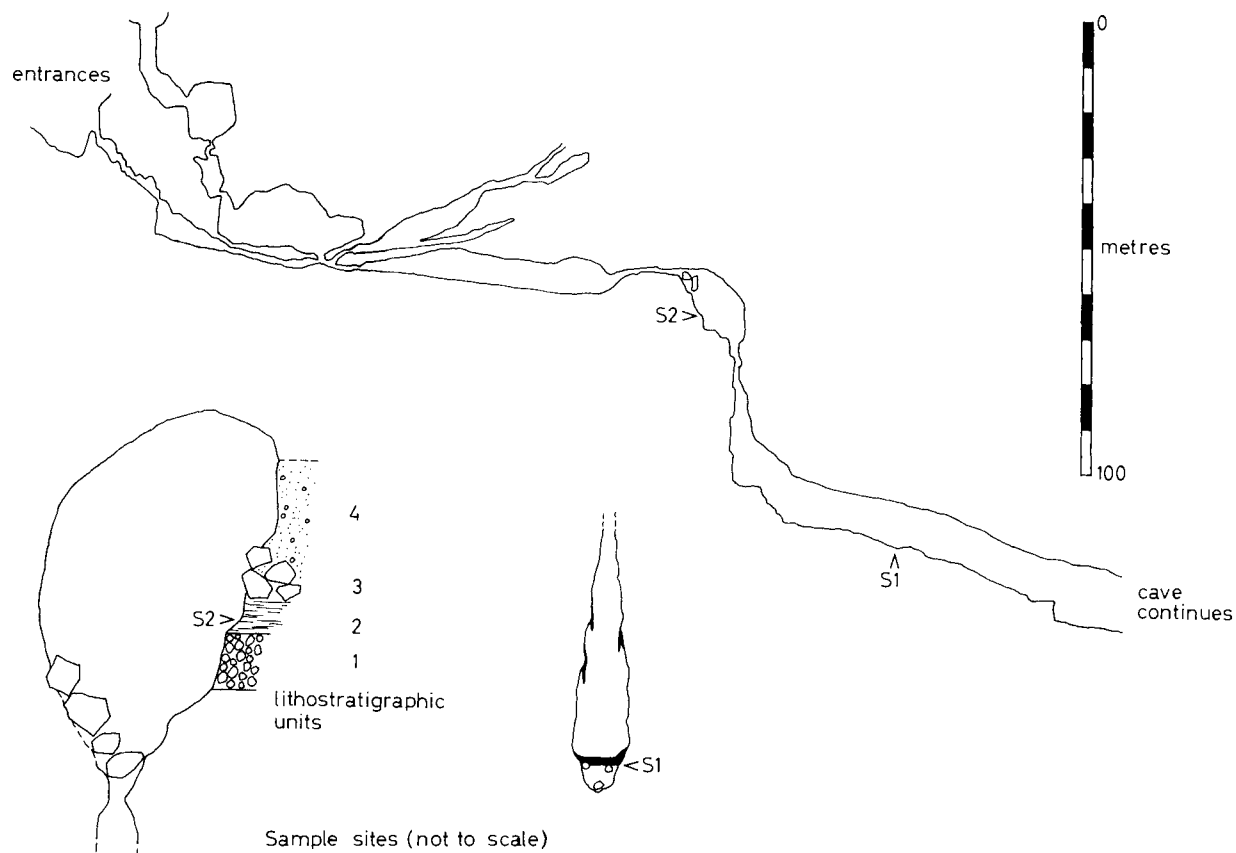 0
entrances
metres
S2 >
100
4
S1
3
cave
continues
S2 >
2
1
lithostratigraphic
units
< S1
Sample sites (not to scale)